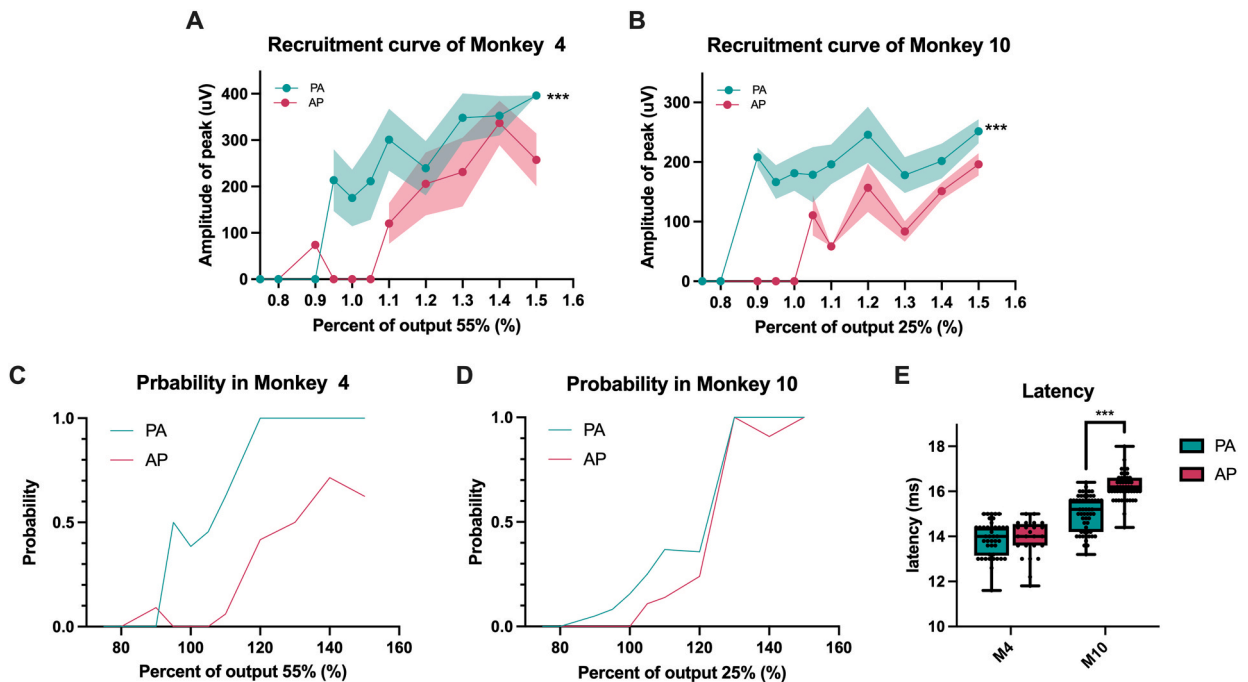 A
Recruitment curve of Monkey 4
PA
AP
***
Amplitude of peak (uV)
400
300
200
100
0
0.8 0.9 1.0 1.1 1.2 1.3 1.4 1.5 1.6
Percent of output 55% (%)
B
Recruitment curve of Monkey 10
PA
AP
***
Amplitude of peak (uV)
300
200
100
0
0.8 0.9 1.0 1.1 1.2 1.3 1.4 1.5 1.6
Percent of output 25% (%)
C
Prbability in Monkey 4
PA
AP
Probability
1.0
0.5
0.0
80 100 120 140 160
Percent of output 55% (%)
D
Probability in Monkey 10
PA
AP
Probability
1.0
0.5
0.0
80 100 120 140 160
Percent of output 25% (%)
E
Latency
***
PA
AP
latency (ms)
18
16
14
12
10
M4
M10